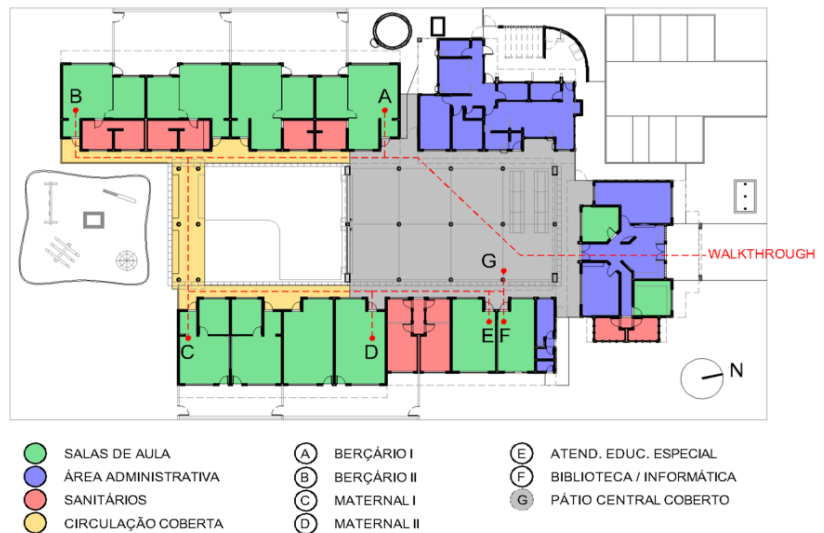 B
A
G
WALKTHROUGH
C
D
E
F
N
SALAS DE AULA
ÁREA ADMINISTRATIVA
SANITÁRIOS
CIRCULAÇÃO COBERTA
A BERÇÁRIO I
B BERÇÁRIO II
C MATERNAL I
D MATERNAL II
E ATEND. EDUC. ESPECIAL
F BIBLIOTECA / INFORMÁTICA
G PÁTIO CENTRAL COBERTO